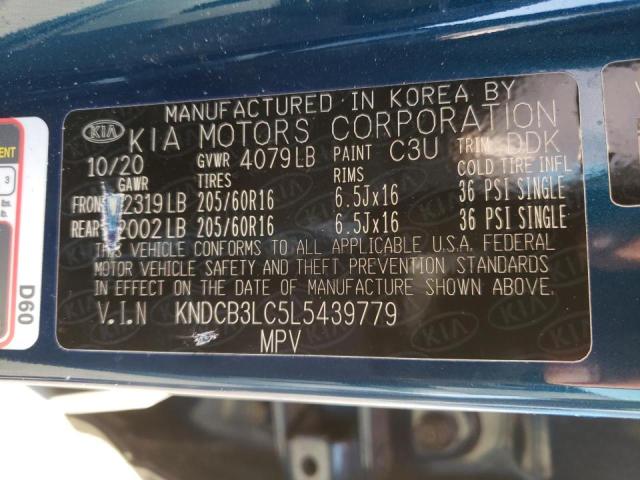 MANUFACTURED IN KOREA BY
KIA KIA MOTORS CORPORATION
10/20 GVWR 4079LB PAINT C3U TRIM DDK
GAWR TIRES RIMS COLD TIRE INFL
FRONT 2319LB 205/60R16 6.5Jx16 36 PSI SINGLE
REAR 2002LB 205/60R16 6.5Jx16 36 PSI SINGLE
THIS VEHICLE CONFORMS TO ALL APPLICABLE U.S.A. FEDERAL
MOTOR VEHICLE SAFETY AND THEFT PREVENTION STANDARDS
IN EFFECT ON THE DATE OF MANUFACTURE SHOWN ABOVE.
V.I.N KNDCB3LC5L5439779
MPV
D60
3